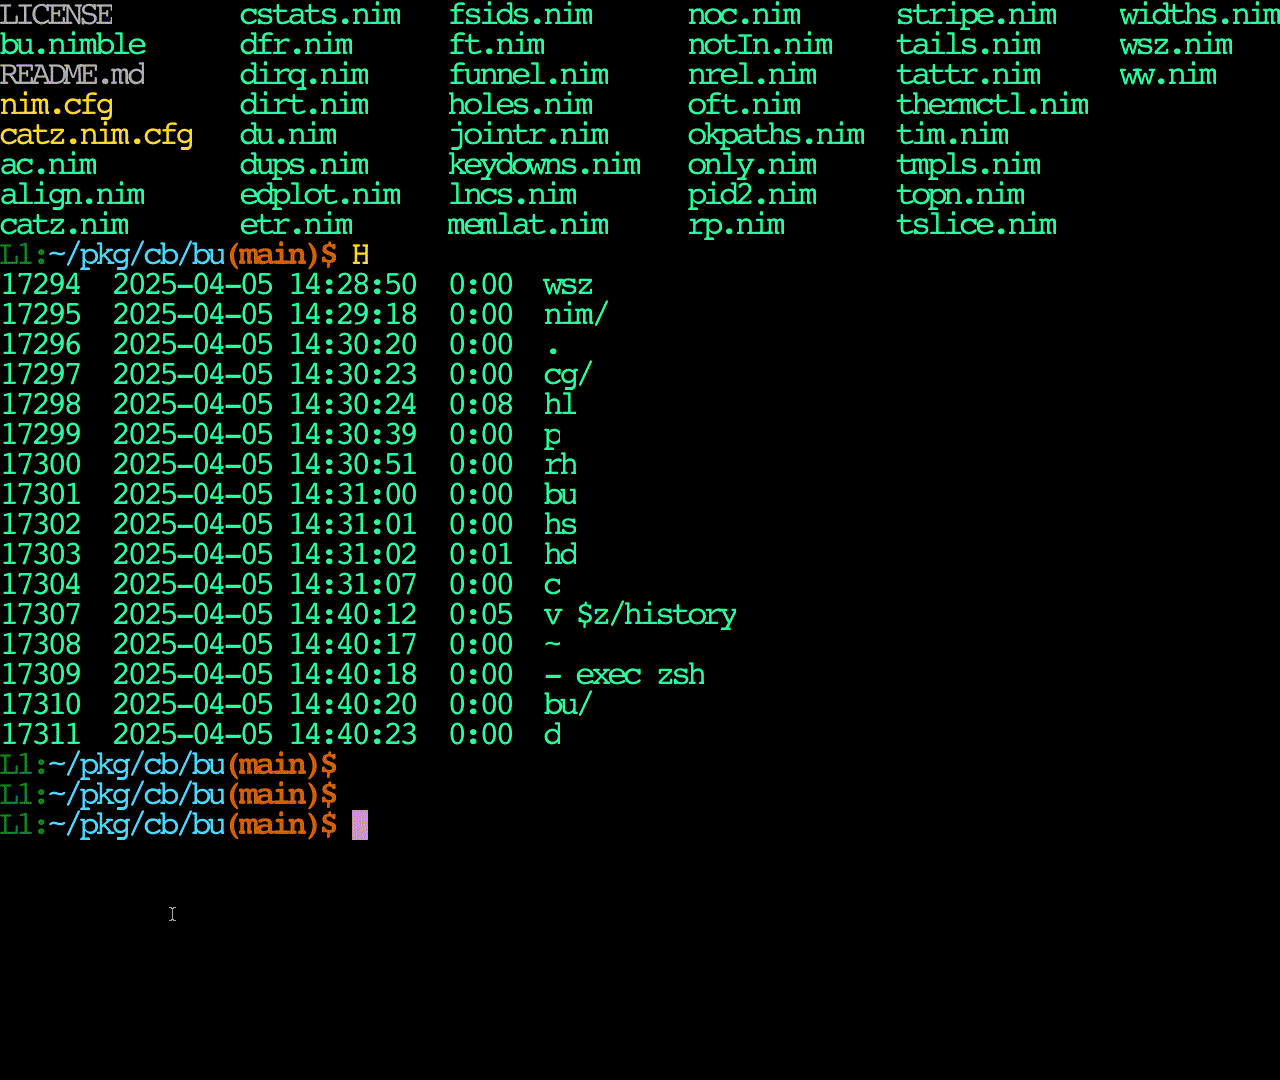 LICENSE cstats.nim fsids.nim noc.nim stripe.nim widths.nim
bu.nimble dfr.nim ft.nim notIn.nim tails.nim wsz.nim
README.md dirq.nim funnel.nim nrel.nim tattr.nim ww.nim
nim.cfg dirt.nim holes.nim oft.nim thermctl.nim
catz.nim.cfg du.nim jointr.nim okpaths.nim tim.nim
ac.nim dups.nim keydowns.nim only.nim tmpls.nim
align.nim edplot.nim lncs.nim pid2.nim topn.nim
catz.nim etr.nim memlat.nim rp.nim tslice.nim
L1:~/pkg/cb/bu(main)$ H
17294 2025-04-05 14:28:50 0:00 wsz
17295 2025-04-05 14:29:18 0:00 nim/
17296 2025-04-05 14:30:20 0:00 .
17297 2025-04-05 14:30:23 0:00 cg/
17298 2025-04-05 14:30:24 0:08 hl
17299 2025-04-05 14:30:39 0:00 p
17300 2025-04-05 14:30:51 0:00 rh
17301 2025-04-05 14:31:00 0:00 bu
17302 2025-04-05 14:31:01 0:00 hs
17303 2025-04-05 14:31:02 0:01 hd
17304 2025-04-05 14:31:07 0:00 c
17307 2025-04-05 14:40:12 0:05 v $z/history
17308 2025-04-05 14:40:17 0:00 ~
17309 2025-04-05 14:40:18 0:00 - exec zsh
17310 2025-04-05 14:40:20 0:00 bu/
17311 2025-04-05 14:40:23 0:00 d
L1:~/pkg/cb/bu(main)$
L1:~/pkg/cb/bu(main)$
L1:~/pkg/cb/bu(main)$